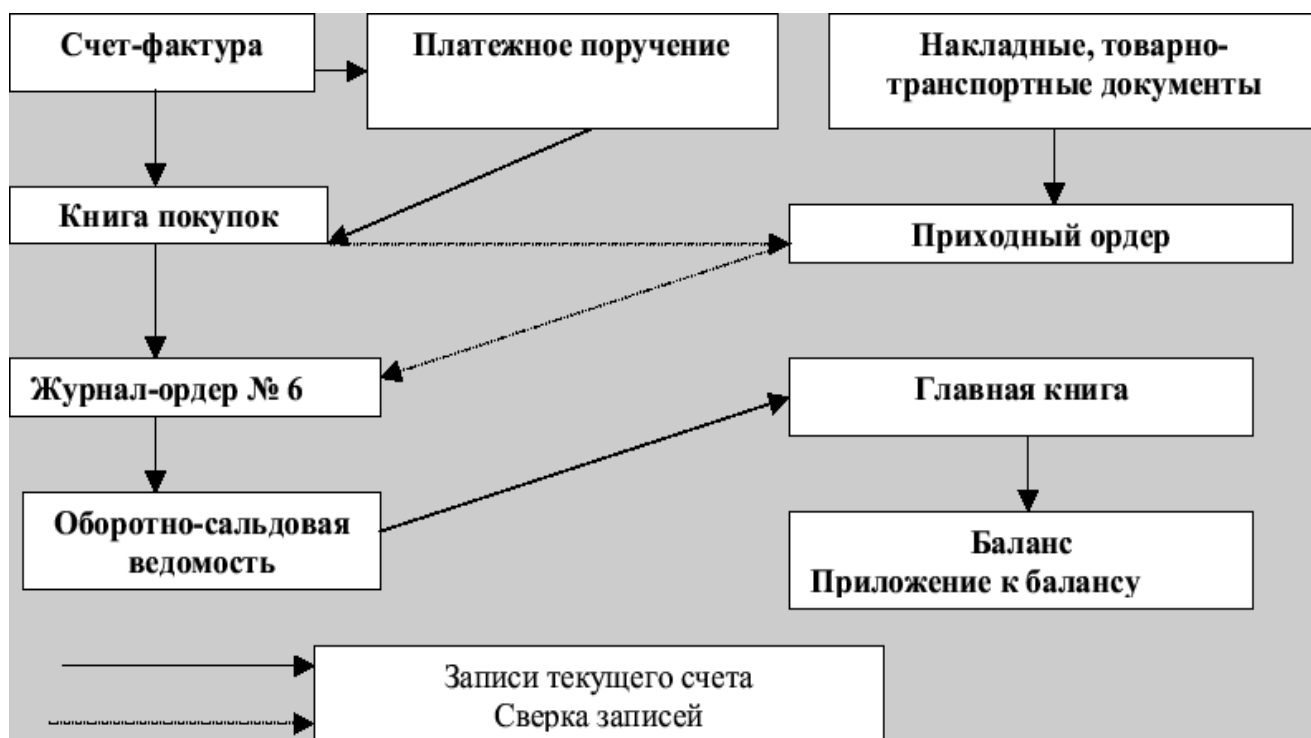 Счет-фактура
Платежное поручение
Накладные, товарно-
транспортные документы
Книга покупок
Приходный ордер
Журнал-ордер № 6
Главная книга
Оборотно-сальдовая
ведомость
Баланс
Приложение к балансу
Записи текущего счета
Сверка записей